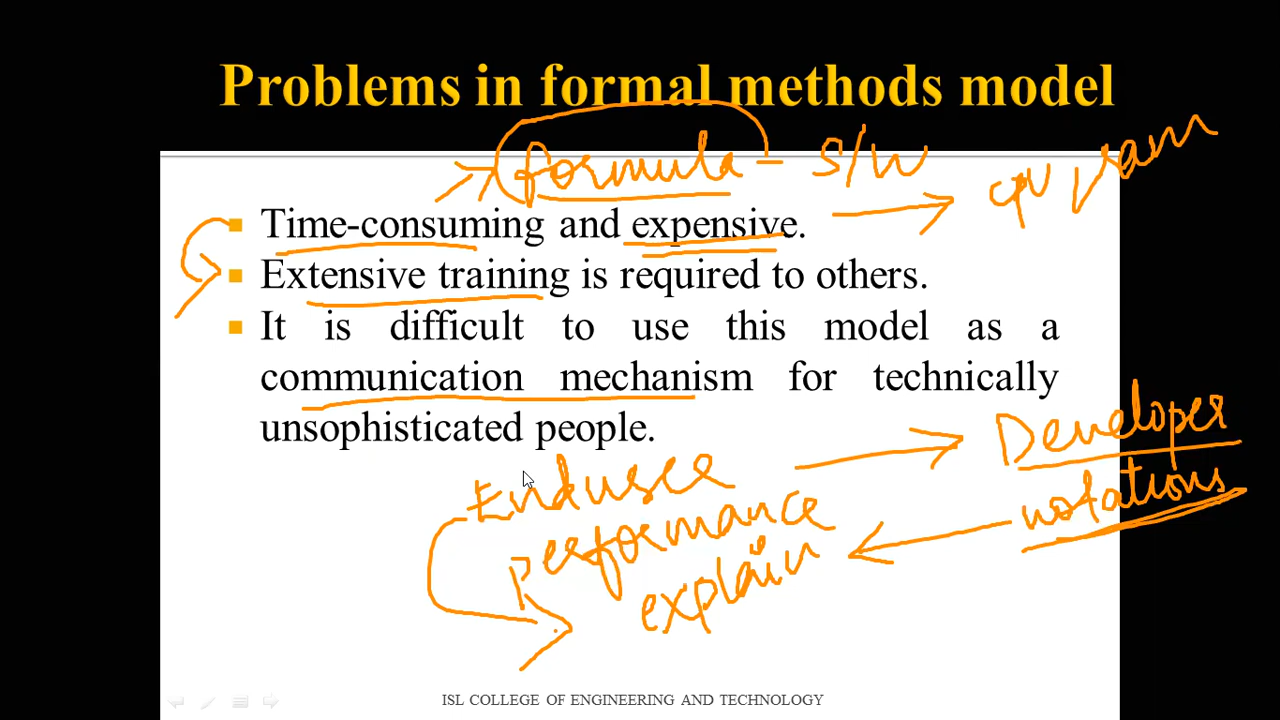 Problems in formal methods model
formula - S/W
cpu / ram
Time-consuming and expensive.
Extensive training is required to others.
It is difficult to use this model as a
communication mechanism for technically
unsophisticated people.
Enduser
Developer
performance
notations
explain
ISL COLLEGE OF ENGINEERING AND TECHNOLOGY